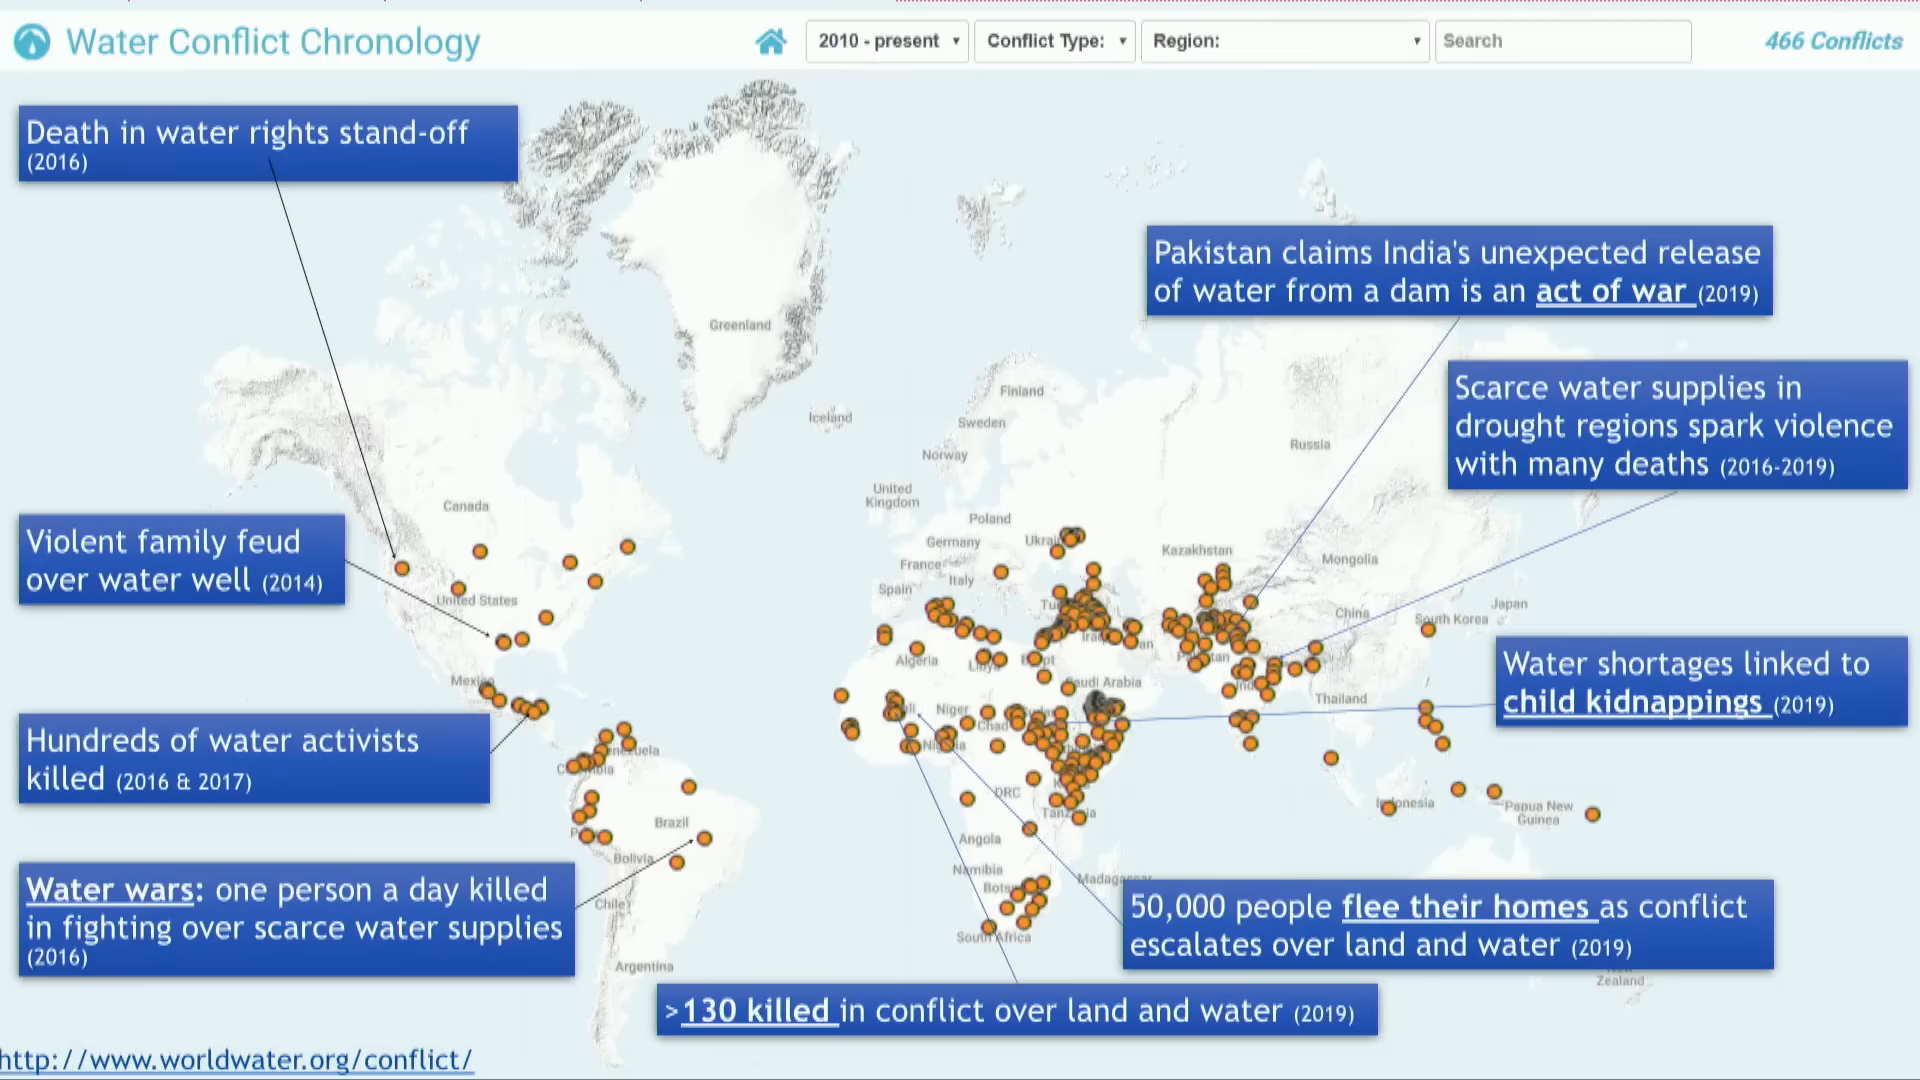 Water Conflict Chronology
2010 - present
Conflict Type:
Region:
Search
466 Conflicts
Death in water rights stand-off
(2016)
Pakistan claims India's unexpected release
of water from a dam is an act of war (2019)
Scarce water supplies in
drought regions spark violence
with many deaths (2016-2019)
Violent family feud
over water well (2014)
Water shortages linked to
child kidnappings (2019)
Hundreds of water activists
killed (2016 & 2017)
Water wars: one person a day killed
in fighting over scarce water supplies
(2016)
50,000 people flee their homes as conflict
escalates over land and water (2019)
>130 killed in conflict over land and water (2019)
http://www.worldwater.org/conflict/
Greenland
Iceland
Finland
Sweden
Norway
Russia
United
Kingdom
Poland
Germany
France
Italy
Spain
Kazakhstan
Mongolia
China
Japan
South Korea
Thailand
Canada
United States
Algeria
Saudi Arabia
Niger
Chad
DRC
Angola
Namibia
South Africa
Brazil
Bolivia
Chile
Argentina
Papua New
Guinea
Zealand